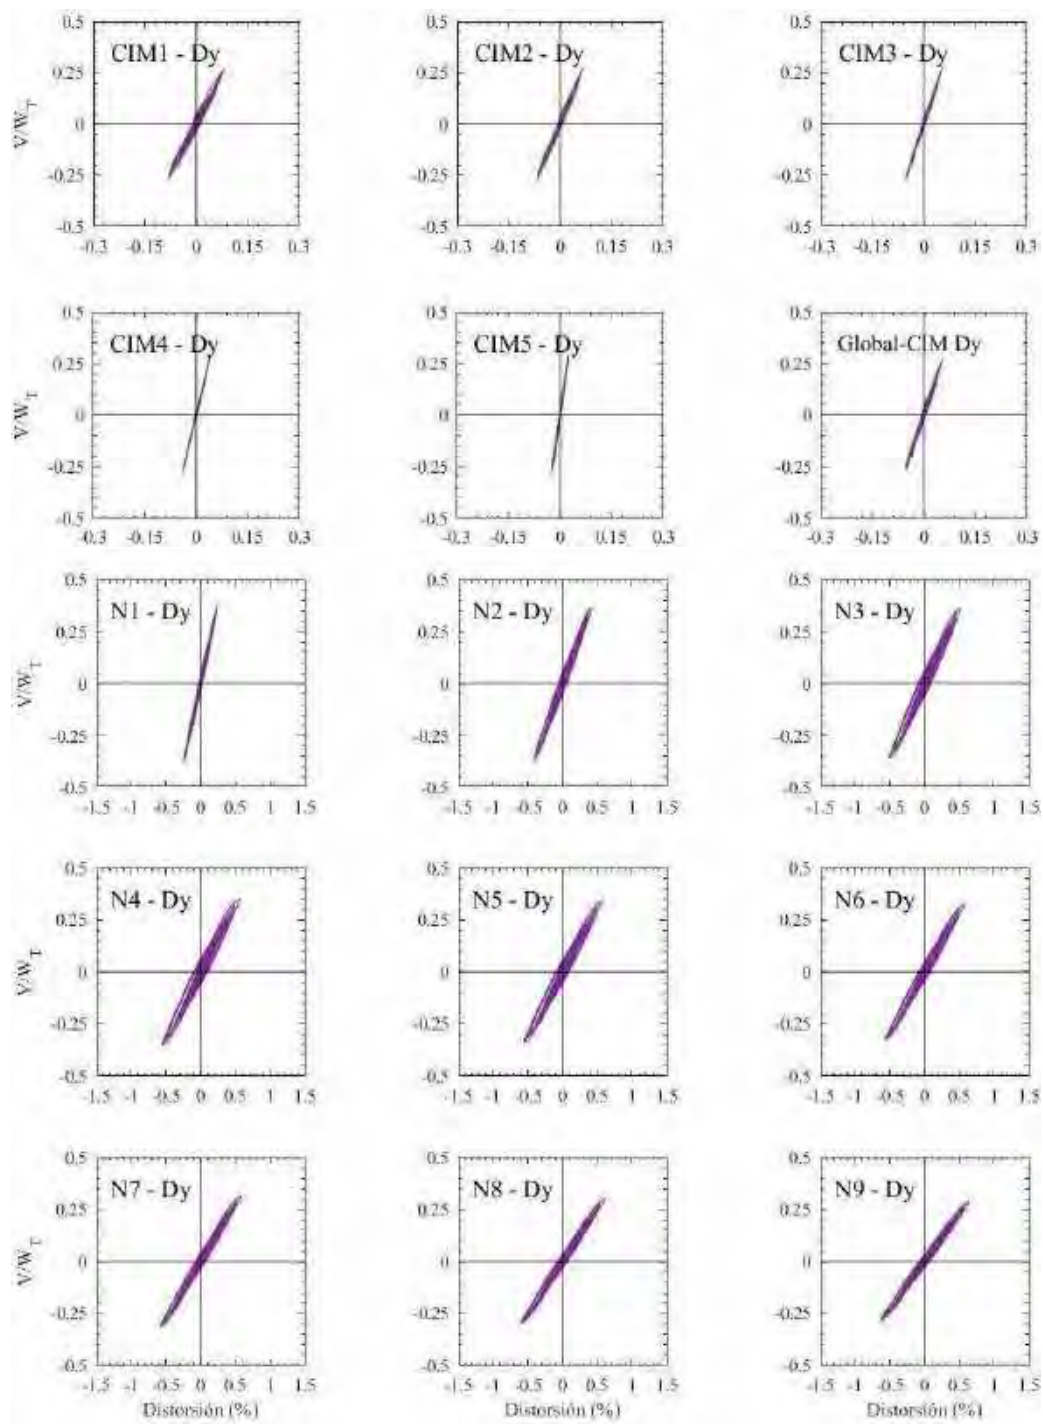 0.5 0.5 0.5
CIM1 - Dy CIM2 - Dy CIM3 - Dy
0.25 0.25 0.25
V/W_T 0 0 0
-0.25 -0.25 -0.25
-0.5 -0.5 -0.5
-0.3 -0.15 0 0.15 0.3 -0.3 -0.15 0 0.15 0.3 -0.3 -0.15 0 0.15 0.3
0.5 0.5 0.5
CIM4 - Dy CIM5 - Dy Global-CIM Dy
0.25 0.25 0.25
V/W_T 0 0 0
-0.25 -0.25 -0.25
-0.5 -0.5 -0.5
-0.3 -0.15 0 0.15 0.3 -0.3 -0.15 0 0.15 0.3 -0.3 -0.15 0 0.15 0.3
0.5 0.5 0.5
N1 - Dy N2 - Dy N3 - Dy
0.25 0.25 0.25
V/W_T 0 0 0
-0.25 -0.25 -0.25
-0.5 -0.5 -0.5
-1.5 -1 -0.5 0 0.5 1 1.5 -1.5 -1 -0.5 0 0.5 1 1.5 -1.5 -1 -0.5 0 0.5 1 1.5
0.5 0.5 0.5
N4 - Dy N5 - Dy N6 - Dy
0.25 0.25 0.25
V/W_T 0 0 0
-0.25 -0.25 -0.25
-0.5 -0.5 -0.5
-1.5 -1 -0.5 0 0.5 1 1.5 -1.5 -1 -0.5 0 0.5 1 1.5 -1.5 -1 -0.5 0 0.5 1 1.5
0.5 0.5 0.5
N7 - Dy N8 - Dy N9 - Dy
0.25 0.25 0.25
V/W_T 0 0 0
-0.25 -0.25 -0.25
-0.5 -0.5 -0.5
-1.5 -1 -0.5 0 0.5 1 1.5 -1.5 -1 -0.5 0 0.5 1 1.5 -1.5 -1 -0.5 0 0.5 1 1.5
Distorsión (%) Distorsión (%) Distorsión (%)